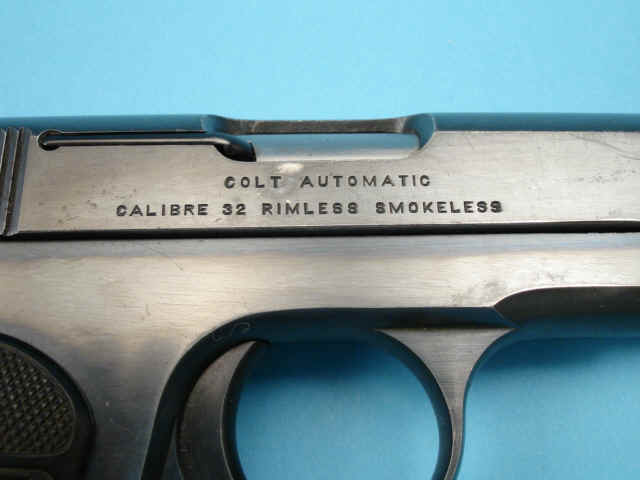 COLT AUTOMATIC
CALIBRE 32 RIMLESS SMOKELESS